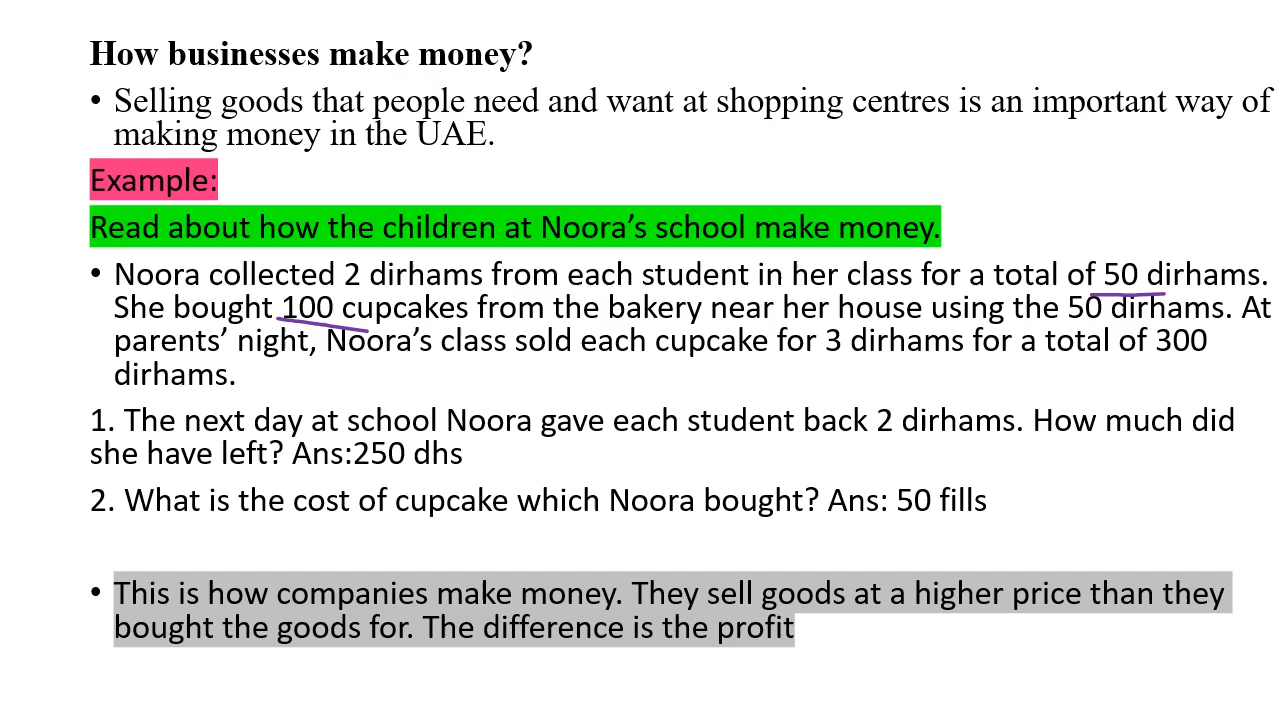 How businesses make money?
• Selling goods that people need and want at shopping centres is an important way of
making money in the UAE.
Example:
Read about how the children at Noora’s school make money.
• Noora collected 2 dirhams from each student in her class for a total of 50 dirhams.
She bought 100 cupcakes from the bakery near her house using the 50 dirhams. At
parents’ night, Noora’s class sold each cupcake for 3 dirhams for a total of 300
dirhams.
1. The next day at school Noora gave each student back 2 dirhams. How much did
she have left? Ans:250 dhs
2. What is the cost of cupcake which Noora bought? Ans: 50 fills
• This is how companies make money. They sell goods at a higher price than they
bought the goods for. The difference is the profit